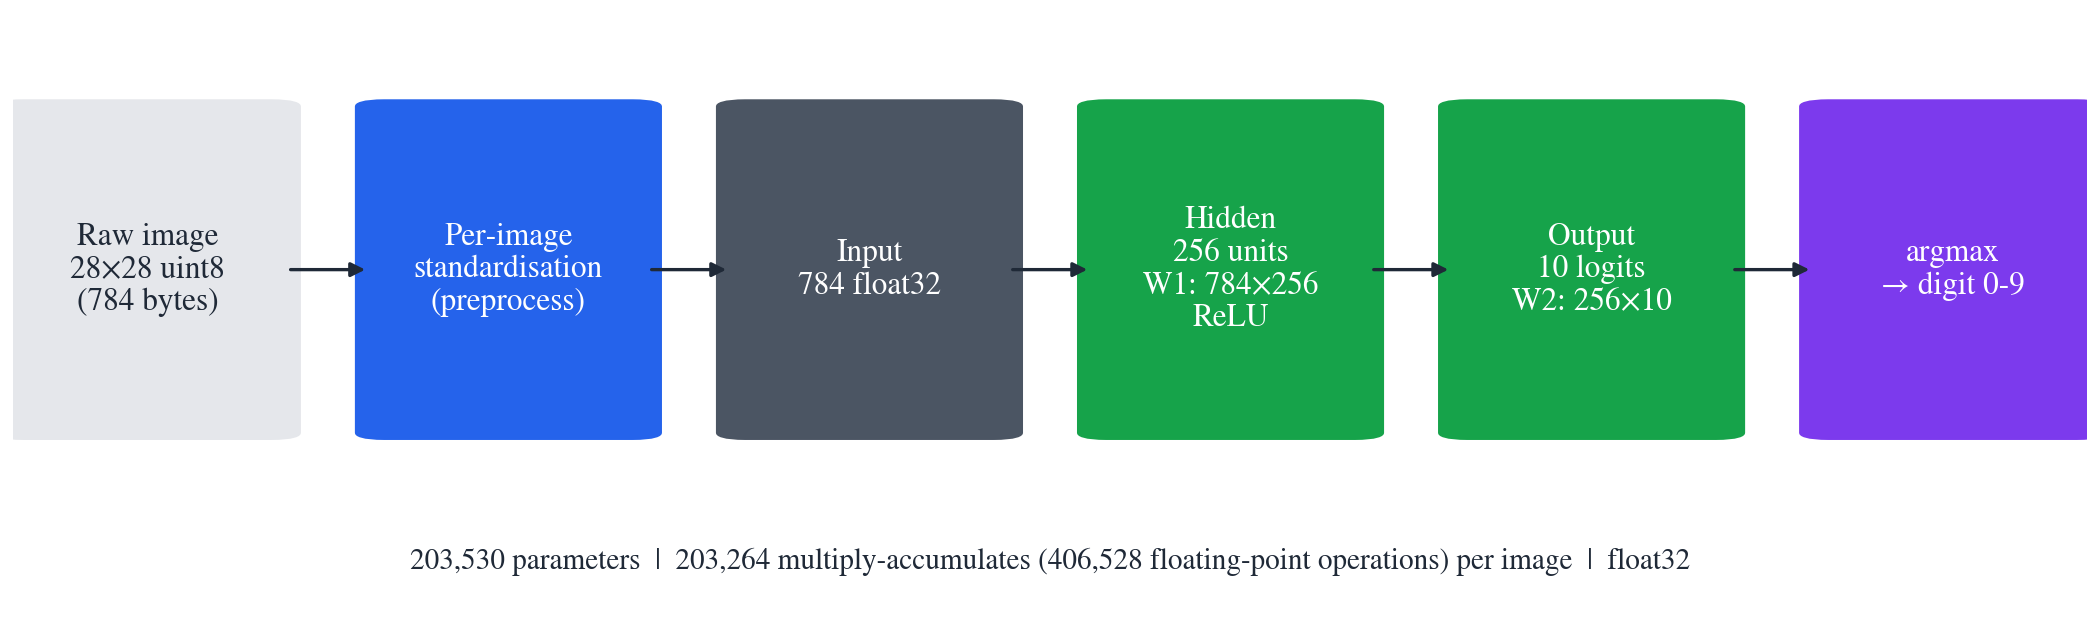 Raw image
28×28 uint8
(784 bytes)
Per-image
standardisation
(preprocess)
Input
784 float32
Hidden
256 units
W1: 784×256
ReLU
Output
10 logits
W2: 256×10
argmax
→ digit 0-9
203,530 parameters | 203,264 multiply-accumulates (406,528 floating-point operations) per image | float32